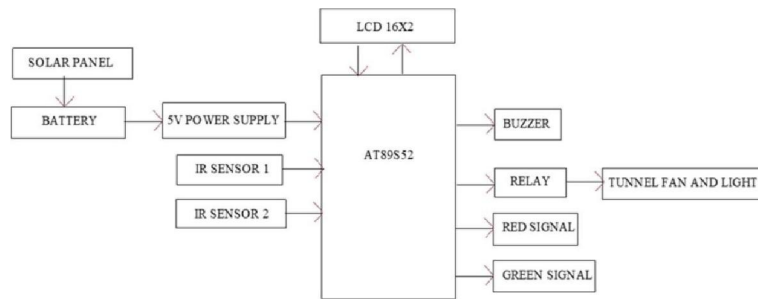 LCD 16X2
SOLAR PANEL
BATTERY
5V POWER SUPPLY
BUZZER
AT89S52
IR SENSOR 1
RELAY
TUNNEL FAN AND LIGHT
IR SENSOR 2
RED SIGNAL
GREEN SIGNAL